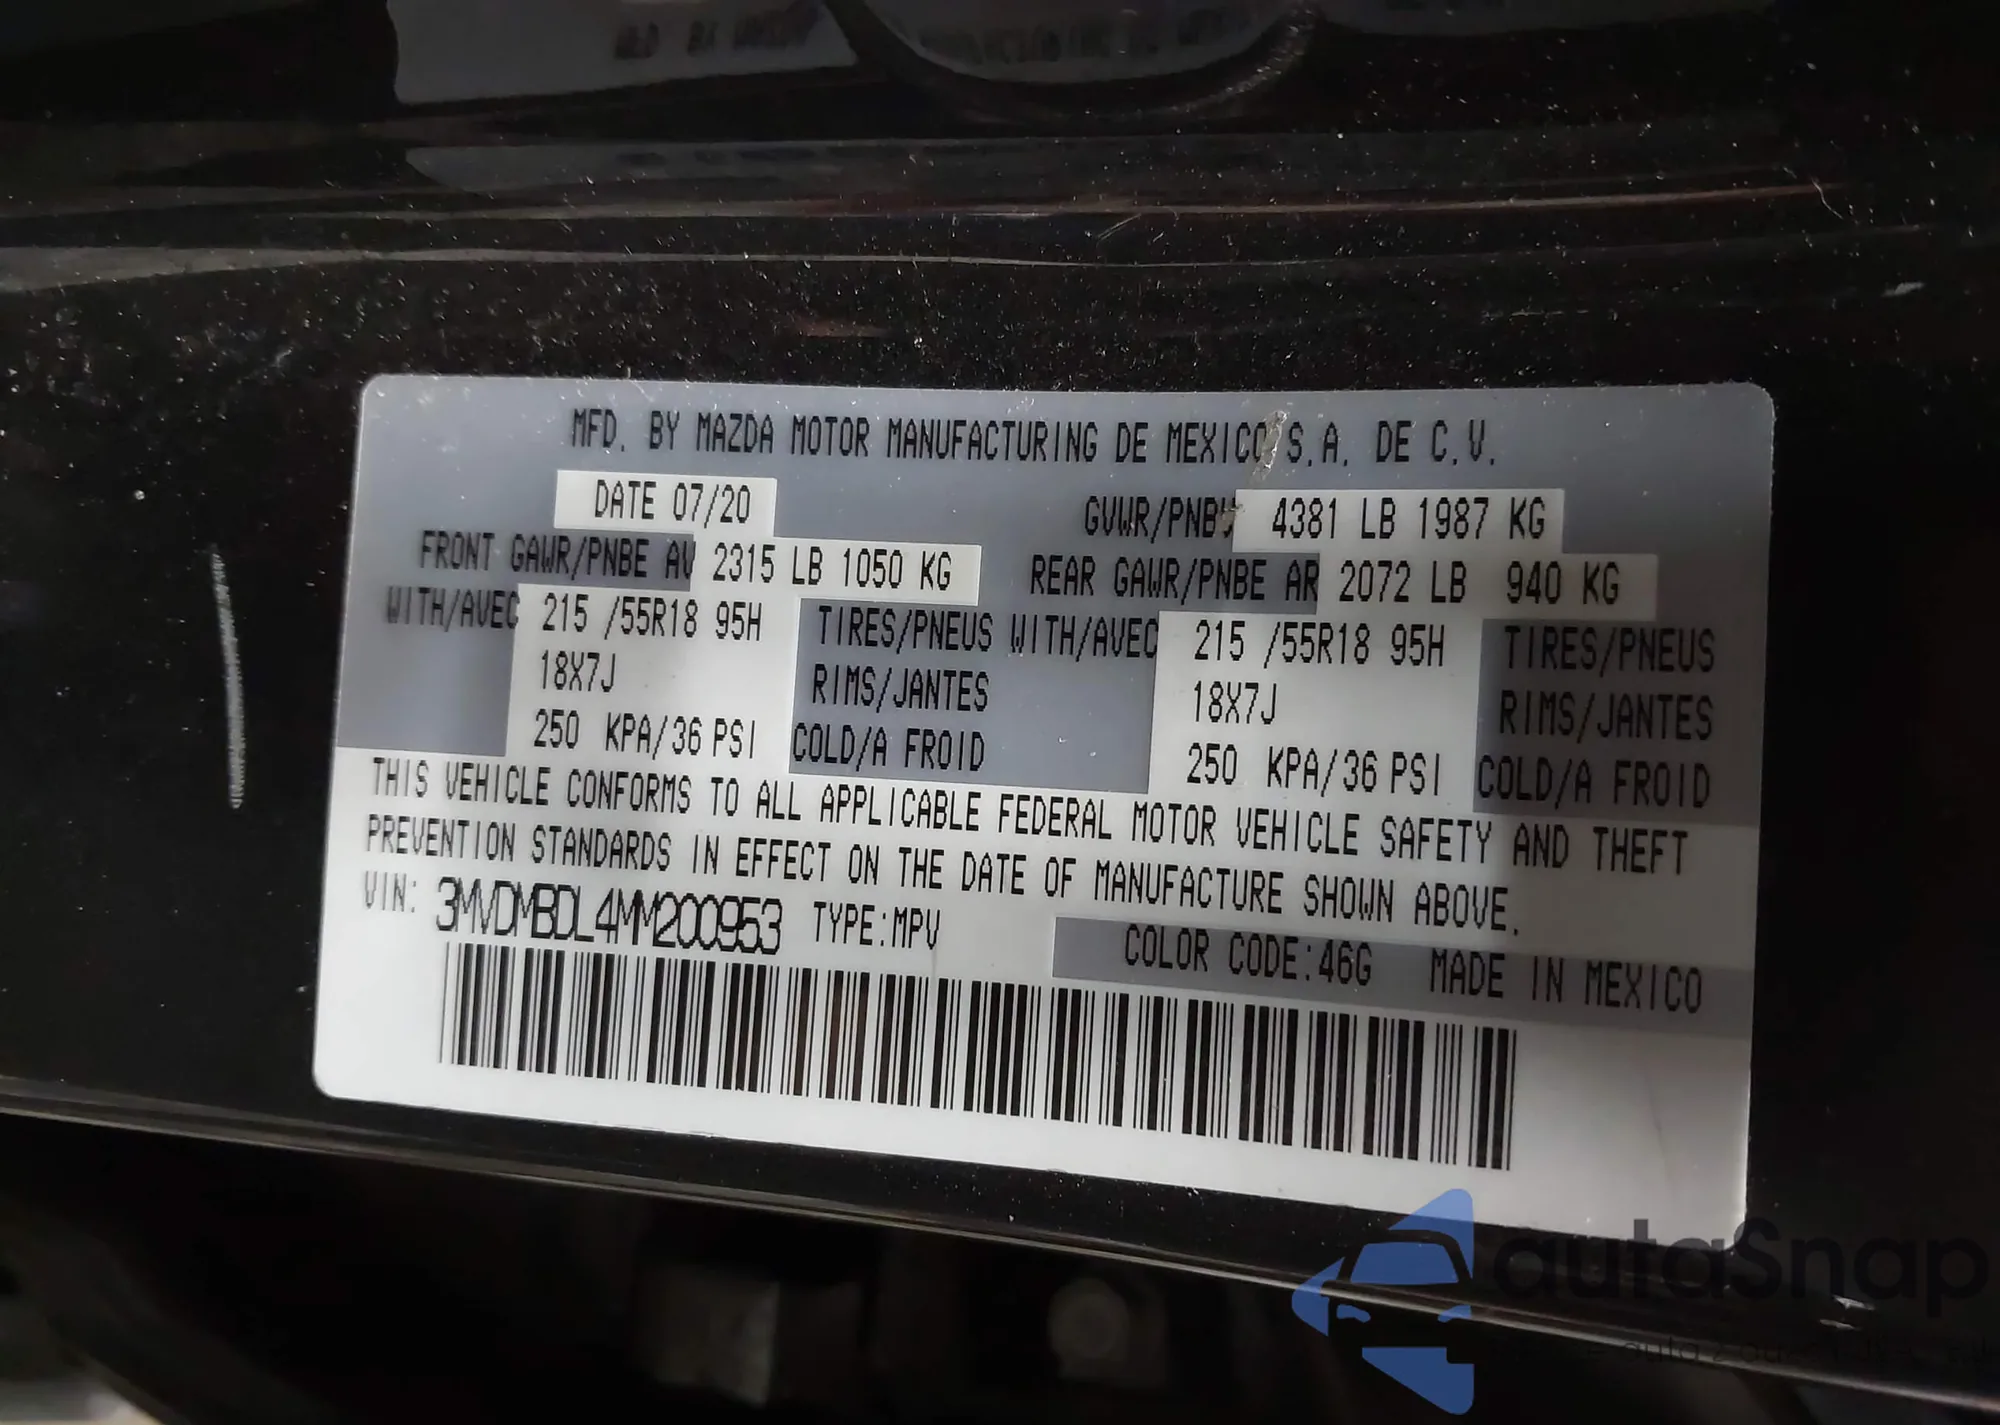 MFD. BY MAZDA MOTOR MANUFACTURING DE MEXICO S.A. DE C.V.
DATE 07/20 GVWR/PNBV 4381 LB 1987 KG
FRONT GAWR/PNBE AV 2315 LB 1050 KG REAR GAWR/PNBE AR 2072 LB 940 KG
WITH/AVEC 215 /55R18 95H TIRES/PNEUS WITH/AVEC 215 /55R18 95H TIRES/PNEUS
18X7J RIMS/JANTES 18X7J RIMS/JANTES
250 KPA/36 PSI COLD/A FROID 250 KPA/36 PSI COLD/A FROID
THIS VEHICLE CONFORMS TO ALL APPLICABLE FEDERAL MOTOR VEHICLE SAFETY AND THEFT
PREVENTION STANDARDS IN EFFECT ON THE DATE OF MANUFACTURE SHOWN ABOVE.
VIN: 3MVDMBDL4MM200953 TYPE:MPV COLOR CODE:46G MADE IN MEXICO
autaSnap